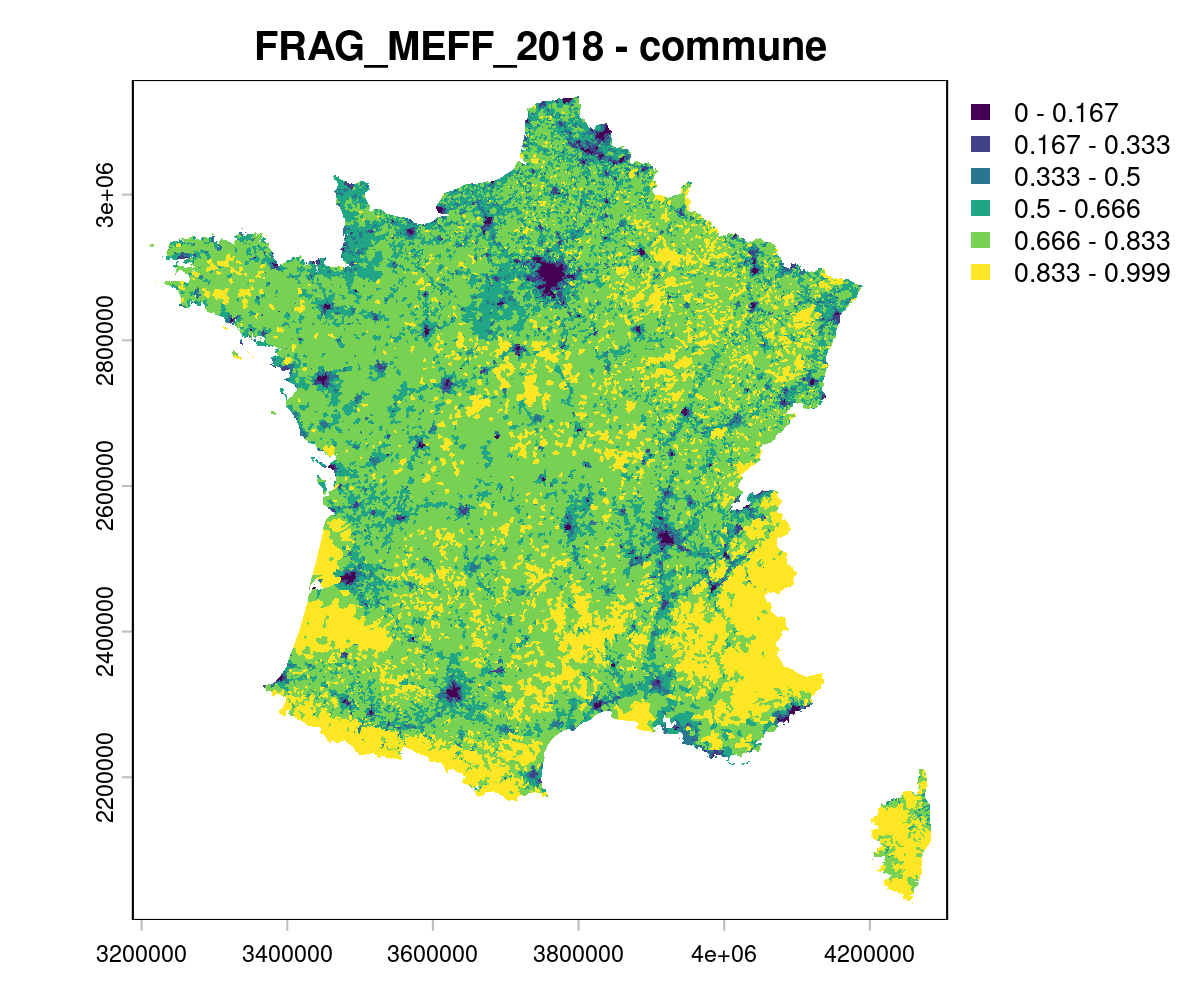 FRAG_MEFF_2018 - commune
0 - 0.167
0.167 - 0.333
0.333 - 0.5
0.5 - 0.666
0.666 - 0.833
0.833 - 0.999
3e+06
2800000
2600000
2400000
2200000
3200000 3400000 3600000 3800000 4e+06 4200000